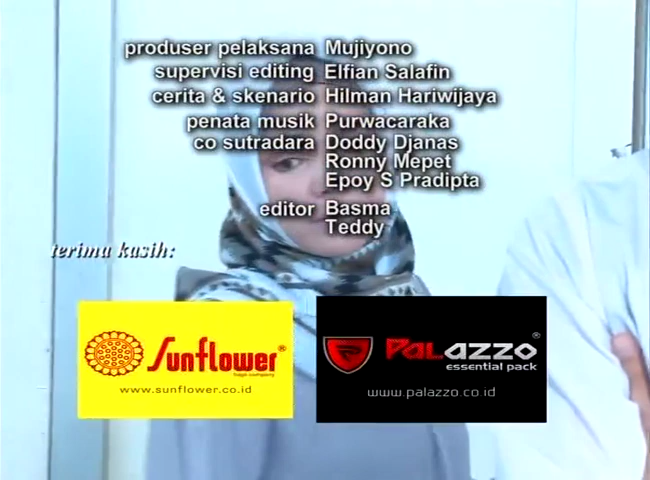 produser pelaksana Mujiyono
supervisi editing Elfian Salafin
cerita & skenario Hilman Hariwijaya
penata musik Purwacaraka
co sutradara Doddy Djanas
Ronny Mepet
Epoy S Pradipta
editor Basma
Teddy
terima kasih:
Sunflower®
bags company
www.sunflower.co.id
PALAZZO®
essential pack
www.palazzo.co.id